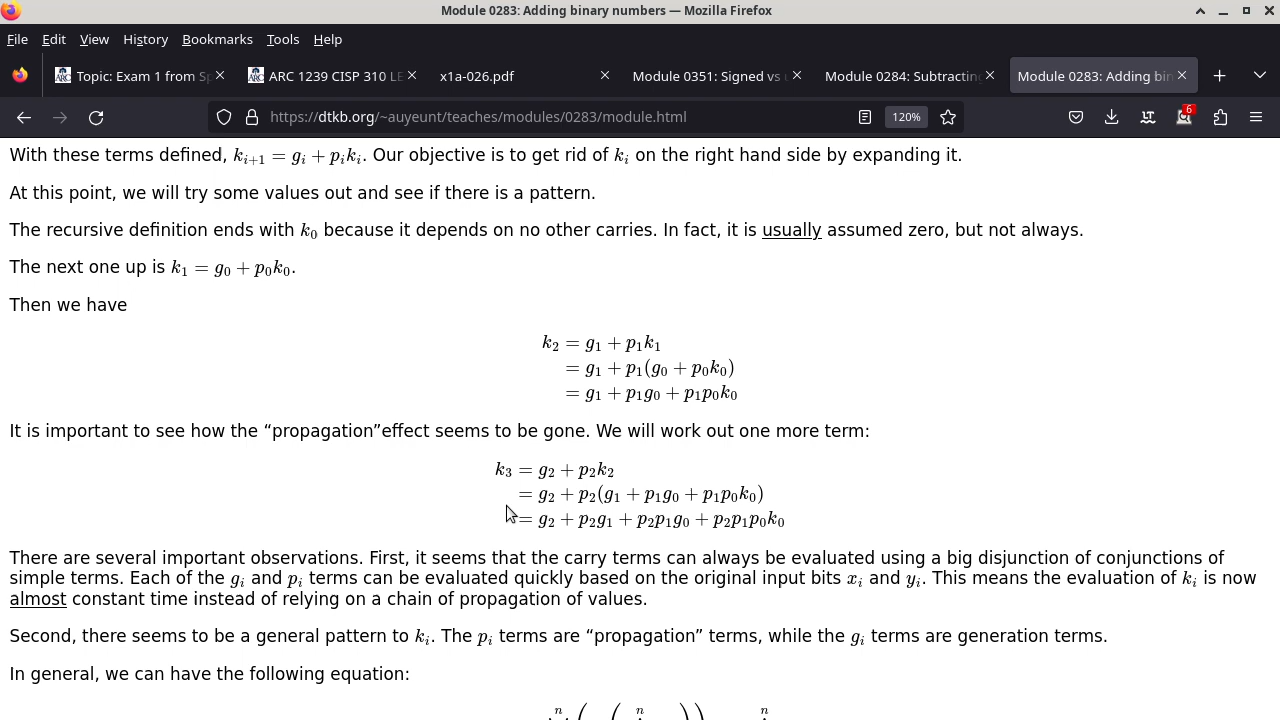 Module 0283: Adding binary numbers — Mozilla Firefox
File Edit View History Bookmarks Tools Help
Topic: Exam 1 from Sp ARC 1239 CISP 310 LE x1a-026.pdf Module 0351: Signed vs Module 0284: Subtractin Module 0283: Adding bin
https://dtkb.org/~auyeunt/teaches/modules/0283/module.html 120% 6
With these terms defined, k_{i+1} = g_i + p_i k_i. Our objective is to get rid of k_i on the right hand side by expanding it.
At this point, we will try some values out and see if there is a pattern.
The recursive definition ends with k_0 because it depends on no other carries. In fact, it is usually assumed zero, but not always.
The next one up is k_1 = g_0 + p_0 k_0.
Then we have
k_2 = g_1 + p_1 k_1
= g_1 + p_1(g_0 + p_0 k_0)
= g_1 + p_1 g_0 + p_1 p_0 k_0
It is important to see how the “propagation”effect seems to be gone. We will work out one more term:
k_3 = g_2 + p_2 k_2
= g_2 + p_2(g_1 + p_1 g_0 + p_1 p_0 k_0)
= g_2 + p_2 g_1 + p_2 p_1 g_0 + p_2 p_1 p_0 k_0
There are several important observations. First, it seems that the carry terms can always be evaluated using a big disjunction of conjunctions of
simple terms. Each of the g_i and p_i terms can be evaluated quickly based on the original input bits x_i and y_i. This means the evaluation of k_i is now
almost constant time instead of relying on a chain of propagation of values.
Second, there seems to be a general pattern to k_i. The p_i terms are “propagation” terms, while the g_i terms are generation terms.
In general, we can have the following equation:
n n n